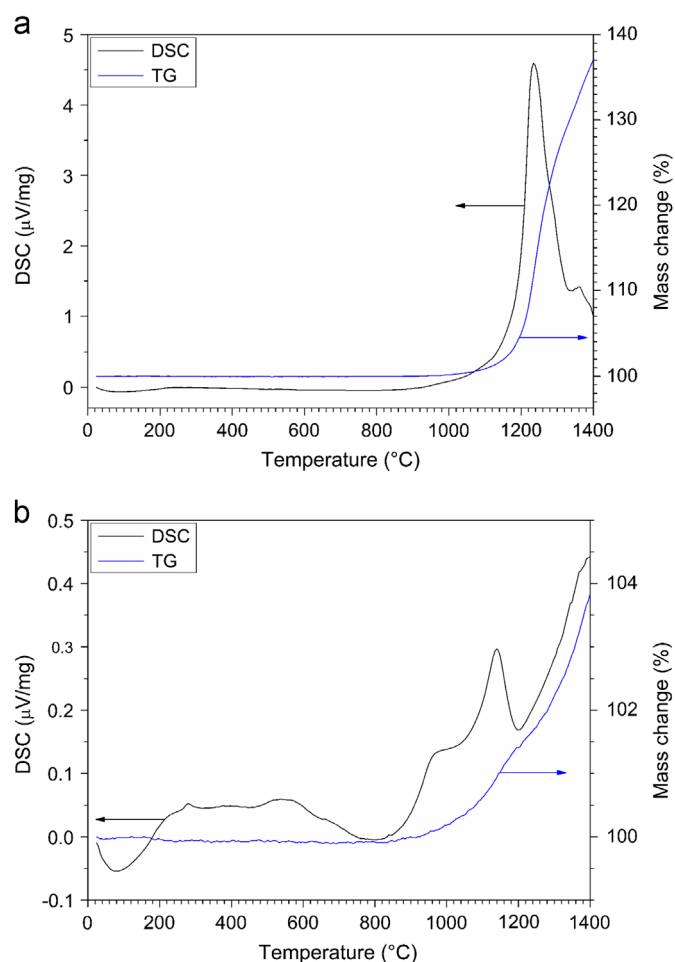 a
DSC
TG
5
4
3
2
1
0
DSC (μV/mg)
140
130
120
110
100
Mass change (%)
0 200 400 600 800 1000 1200 1400
Temperature (°C)
b
DSC
TG
0.5
0.4
0.3
0.2
0.1
0.0
-0.1
DSC (μV/mg)
104
102
100
Mass change (%)
0 200 400 600 800 1000 1200 1400
Temperature (°C)